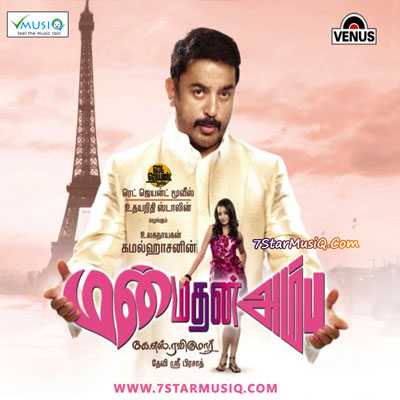 VMUSIQ
feel the music rain
VENUS
ரெட் ஜெயன்ட் மூவீஸ்
உதயநிதி ஸ்டாலின்
வழங்கும்
உலகநாயகன்
கமல்ஹாசனின்
7StarMusiQ.Com
மன்மதன் அம்பு
கே.எஸ்.ரவிகுமார்
தேவி ஸ்ரீ பிரசாத்
WWW.7STARMUSIQ.COM